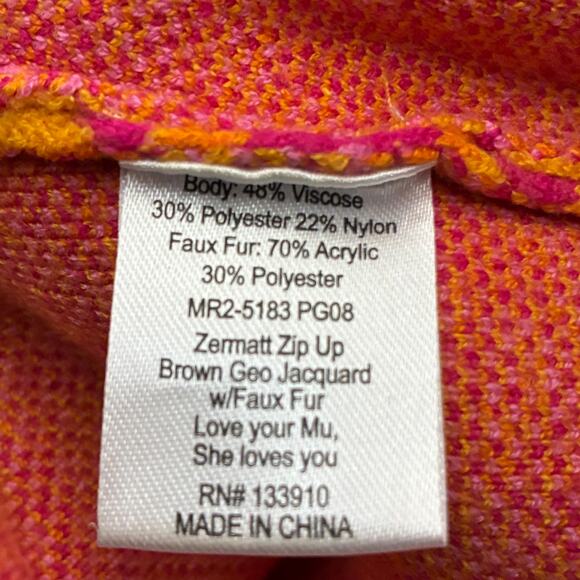 Body: 48% Viscose
30% Polyester 22% Nylon
Faux Fur: 70% Acrylic
30% Polyester
MR2-5183 PG08
Zermatt Zip Up
Brown Geo Jacquard
w/Faux Fur
Love your Mu,
She loves you
RN# 133910
MADE IN CHINA